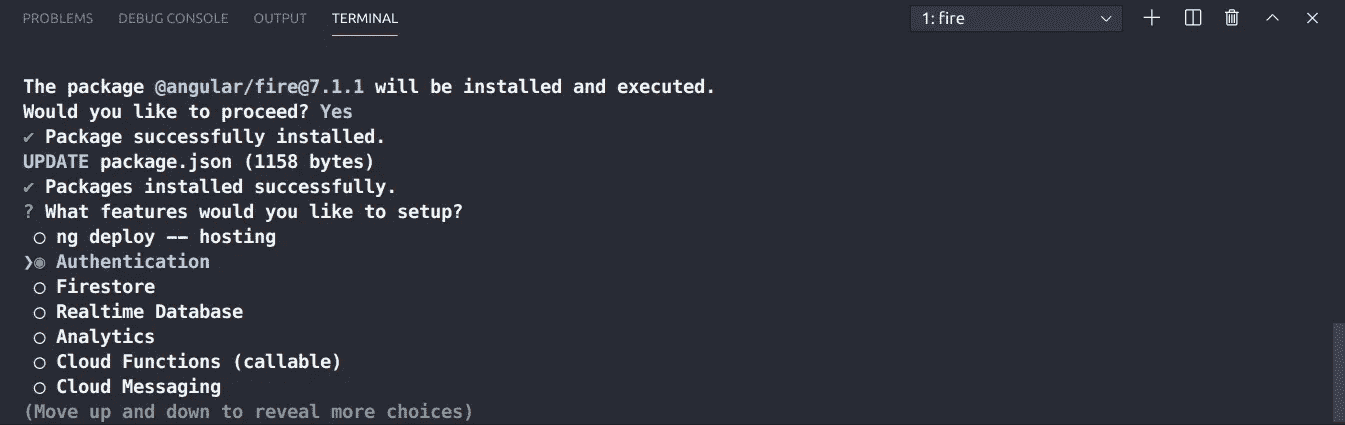 PROBLEMS DEBUG CONSOLE OUTPUT TERMINAL 1: fire
The package @angular/fire@7.1.1 will be installed and executed.
Would you like to proceed? Yes
✔ Package successfully installed.
UPDATE package.json (1158 bytes)
✔ Packages installed successfully.
? What features would you like to setup?
○ ng deploy -- hosting
❯◉ Authentication
○ Firestore
○ Realtime Database
○ Analytics
○ Cloud Functions (callable)
○ Cloud Messaging
(Move up and down to reveal more choices)